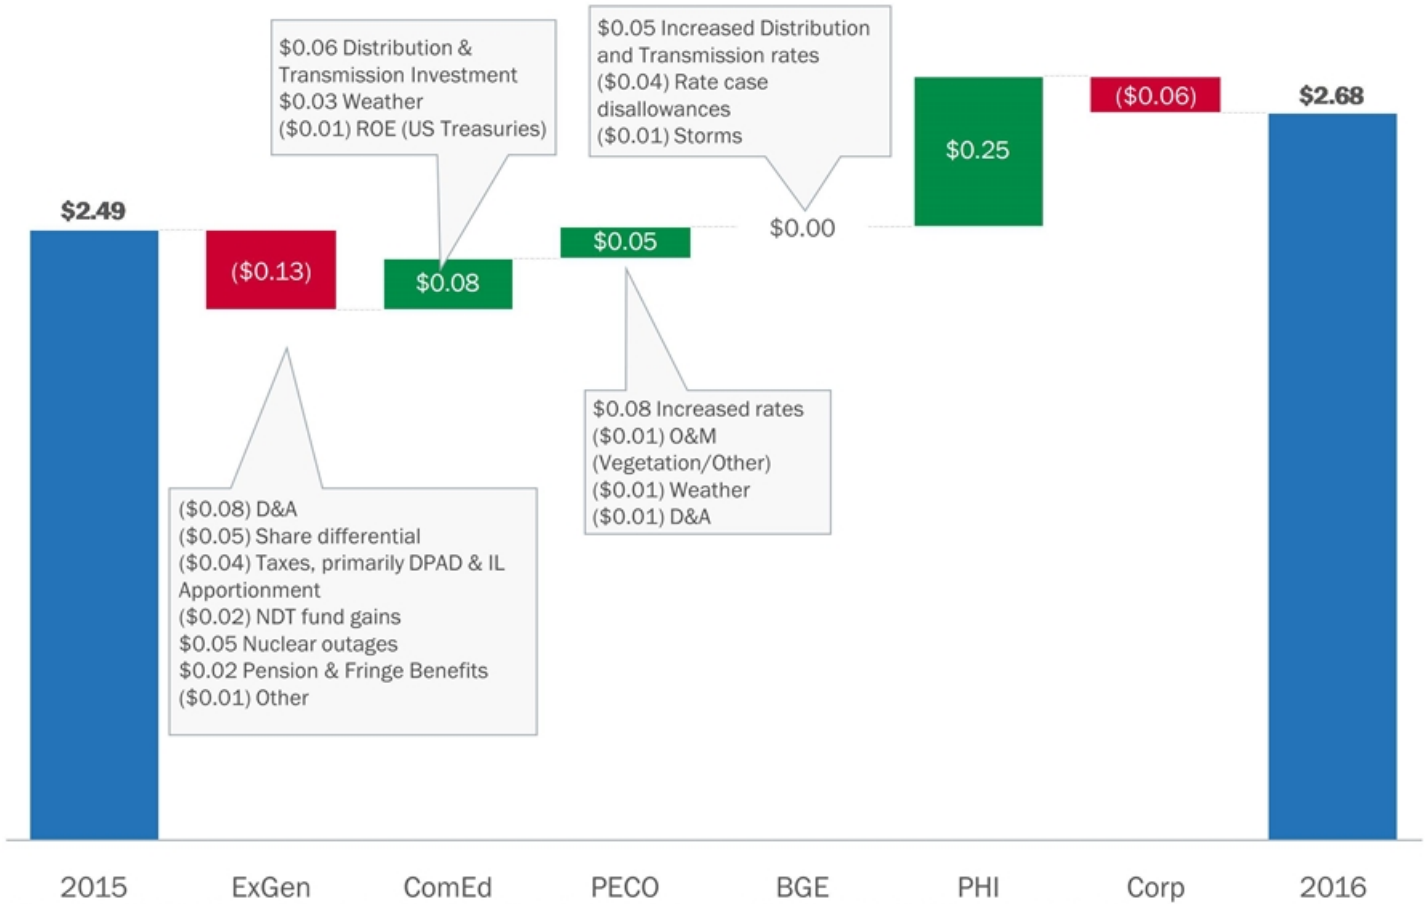 $0.06 Distribution &
Transmission Investment
$0.03 Weather
($0.01) ROE (US Treasuries)
$0.05 Increased Distribution
and Transmission rates
($0.04) Rate case
disallowances
($0.01) Storms
$2.49
($0.13)
$0.08
$0.05
$0.00
$0.25
($0.06)
$2.68
($0.08) D&A
($0.05) Share differential
($0.04) Taxes, primarily DPAD & IL
Apportionment
($0.02) NDT fund gains
$0.05 Nuclear outages
$0.02 Pension & Fringe Benefits
($0.01) Other
$0.08 Increased rates
($0.01) O&M
(Vegetation/Other)
($0.01) Weather
($0.01) D&A
2015
ExGen
ComEd
PECO
BGE
PHI
Corp
2016